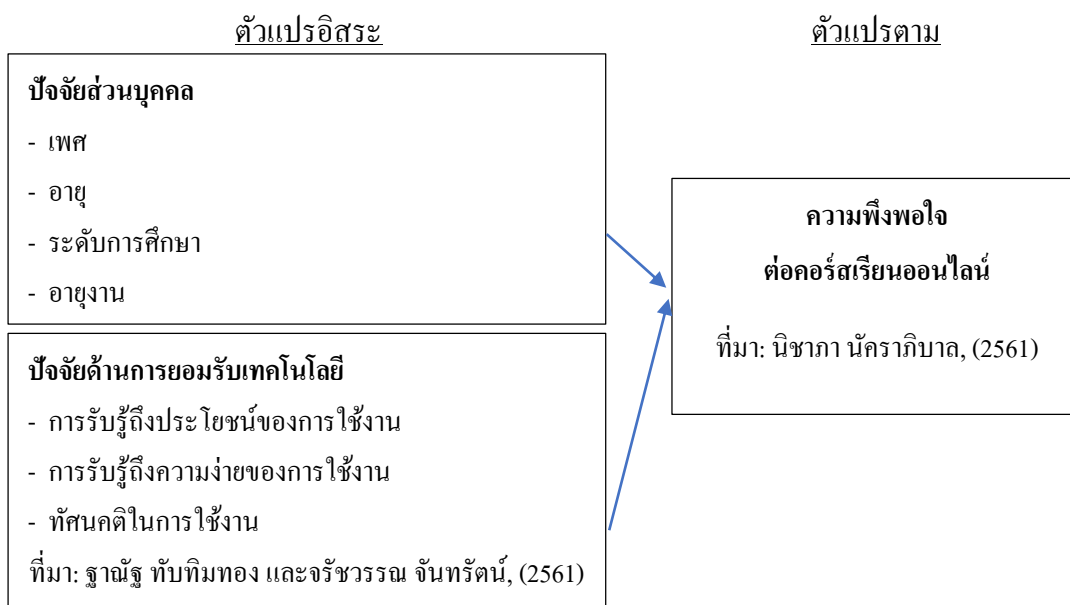 ตัวแปรอิสระ
ปัจจัยส่วนบุคคล
- เพศ
- อายุ
- ระดับการศึกษา
- อายุงาน
ปัจจัยด้านการยอมรับเทคโนโลยี
- การรับรู้ถึงประโยชน์ของการใช้งาน
- การรับรู้ถึงความง่ายของการใช้งาน
- ทัศนคติในการใช้งาน
ที่มา: ฐาณัฐ ทับทิมทอง และจรัชวรรณ จันทรัตน์, (2561)
ตัวแปรตาม
ความพึงพอใจ
ต่อคอร์สเรียนออนไลน์
ที่มา: นิชาภา นัคราภิบาล, (2561)